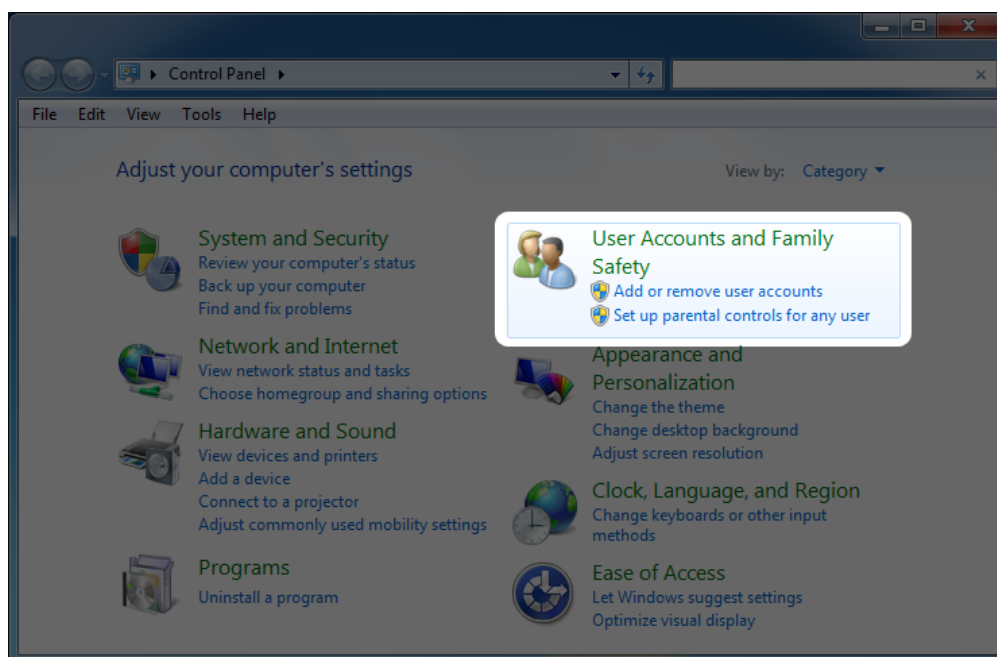 Control Panel
File Edit View Tools Help
Adjust your computer's settings
View by: Category
System and Security
Review your computer's status
Back up your computer
Find and fix problems
Network and Internet
View network status and tasks
Choose homegroup and sharing options
Hardware and Sound
View devices and printers
Add a device
Connect to a projector
Adjust commonly used mobility settings
Programs
Uninstall a program
User Accounts and Family
Safety
Add or remove user accounts
Set up parental controls for any user
Appearance and
Personalization
Change the theme
Change desktop background
Adjust screen resolution
Clock, Language, and Region
Change keyboards or other input
methods
Ease of Access
Let Windows suggest settings
Optimize visual display